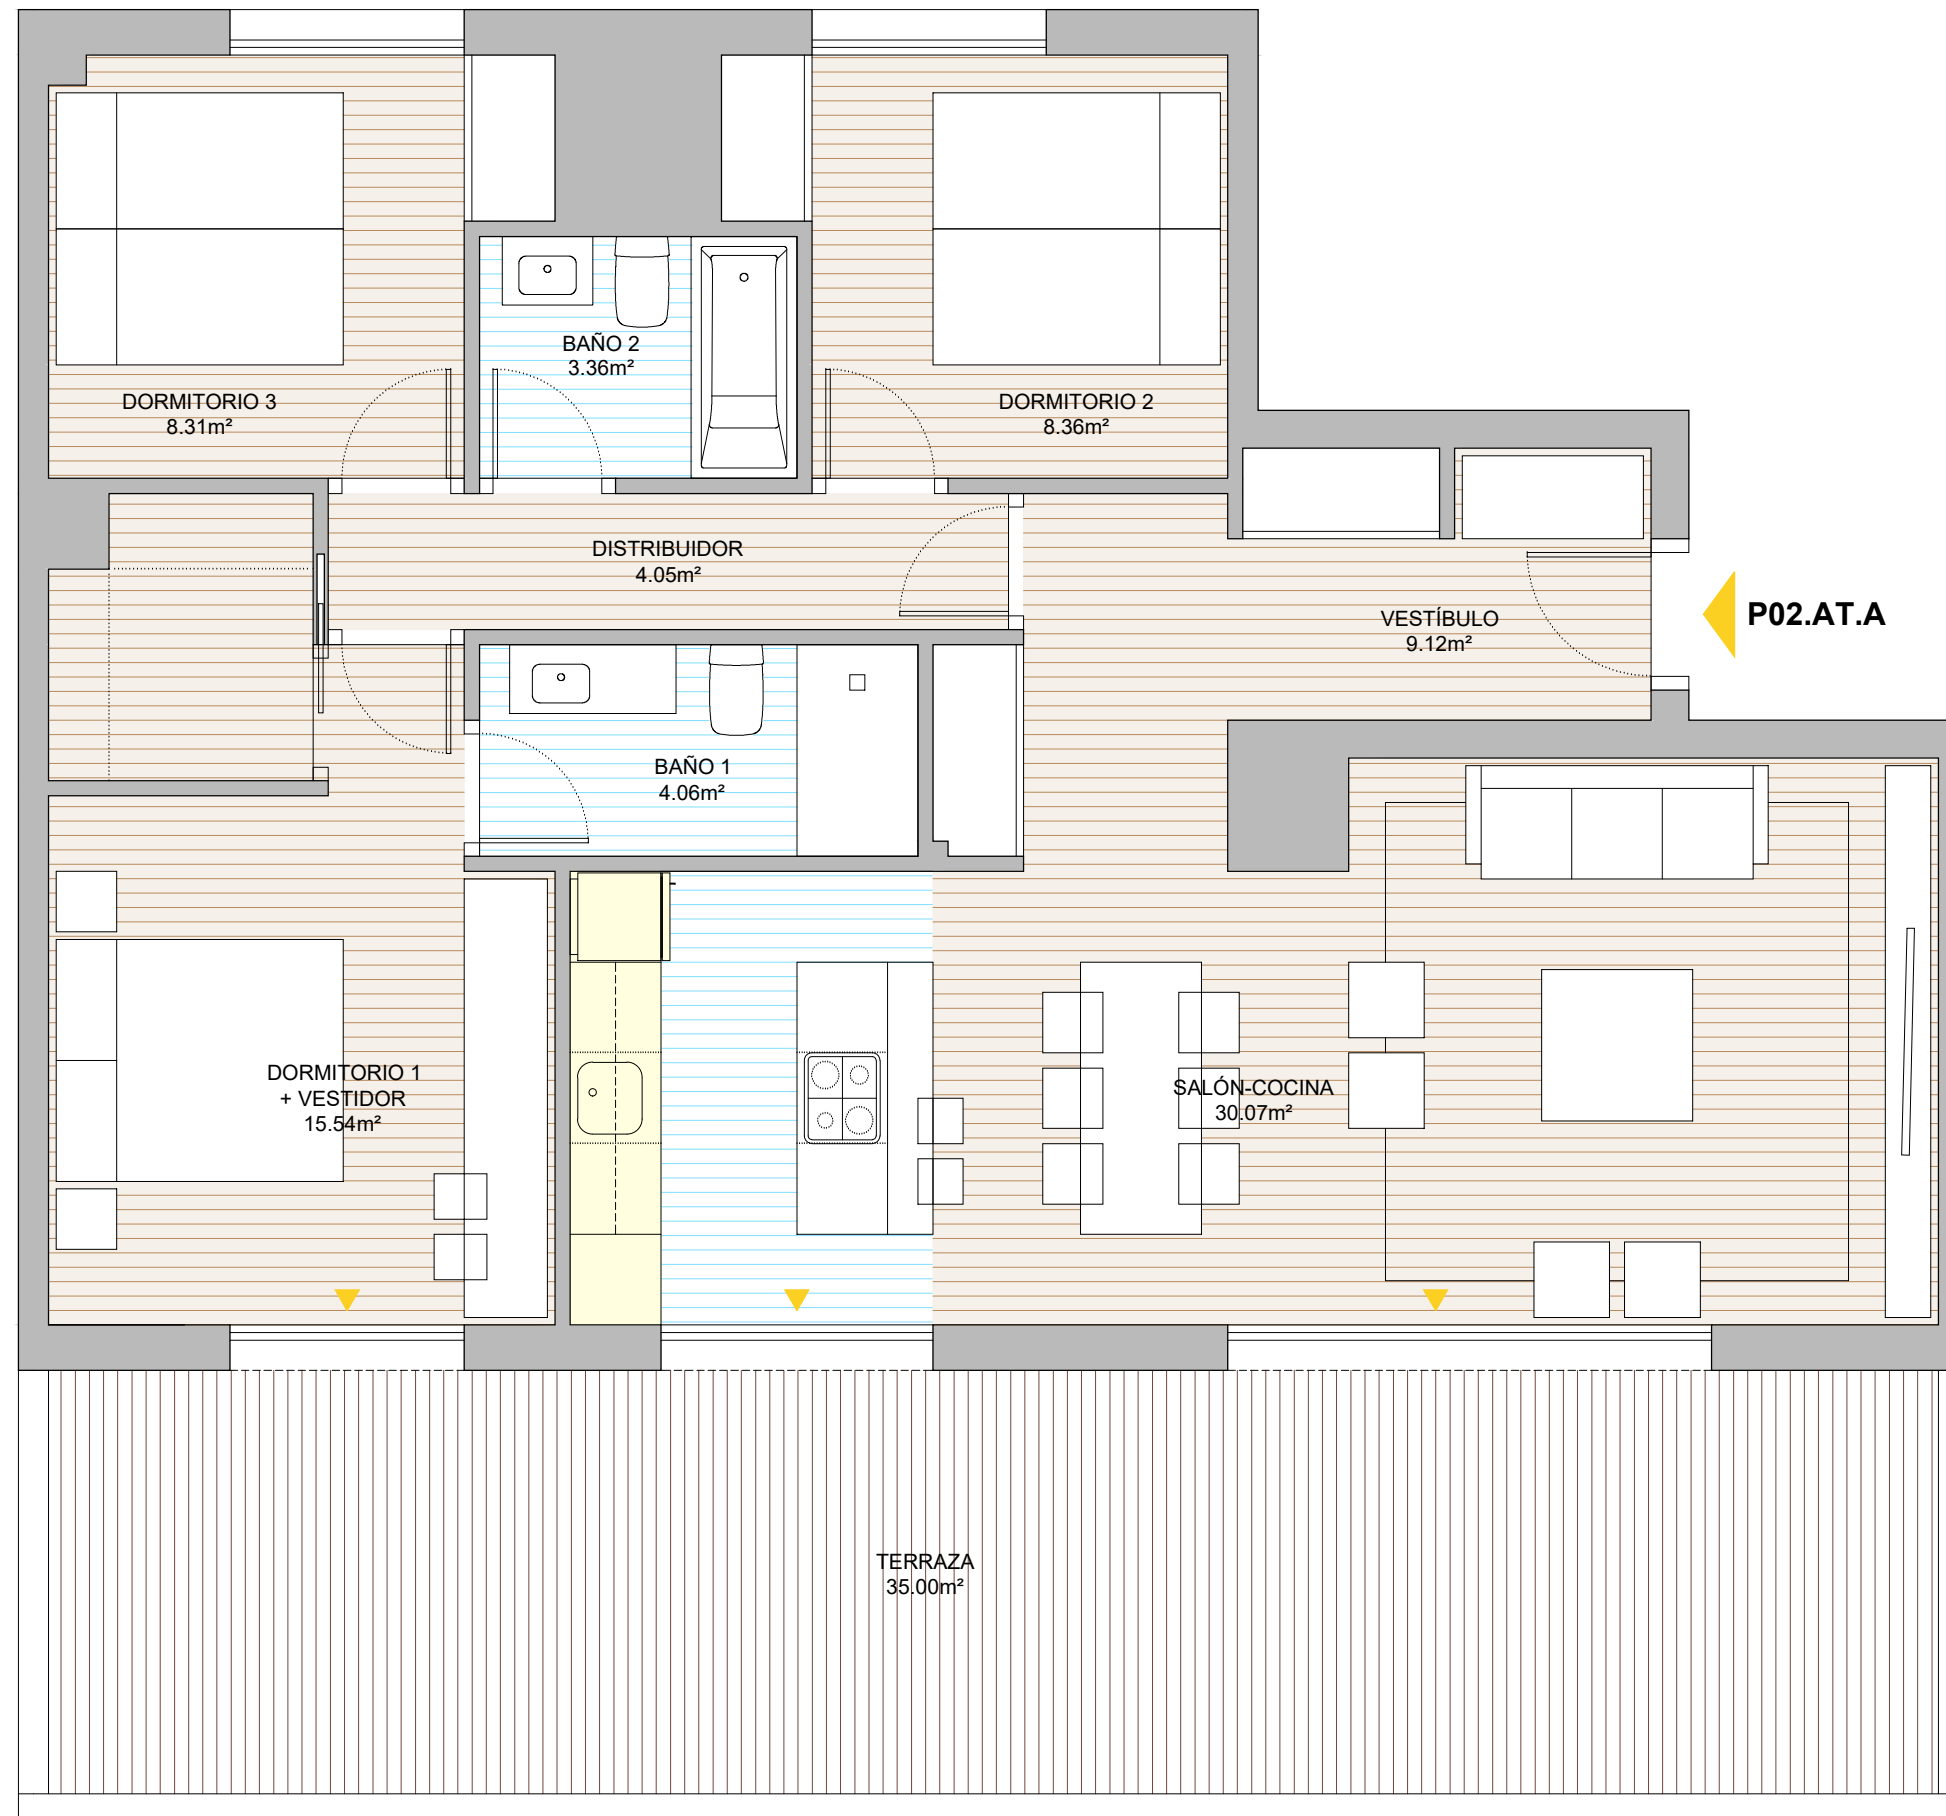 BAÑO 2
3.36m²
DORMITORIO 3
8.31m²
DORMITORIO 2
8.36m²
DISTRIBUIDOR
4.05m²
VESTÍBULO
9.12m²
P02.AT.A
BAÑO 1
4.06m²
DORMITORIO 1
+ VESTIDOR
15.54m²
SALÓN-COCINA
30.07m²
TERRAZA
35.00m²